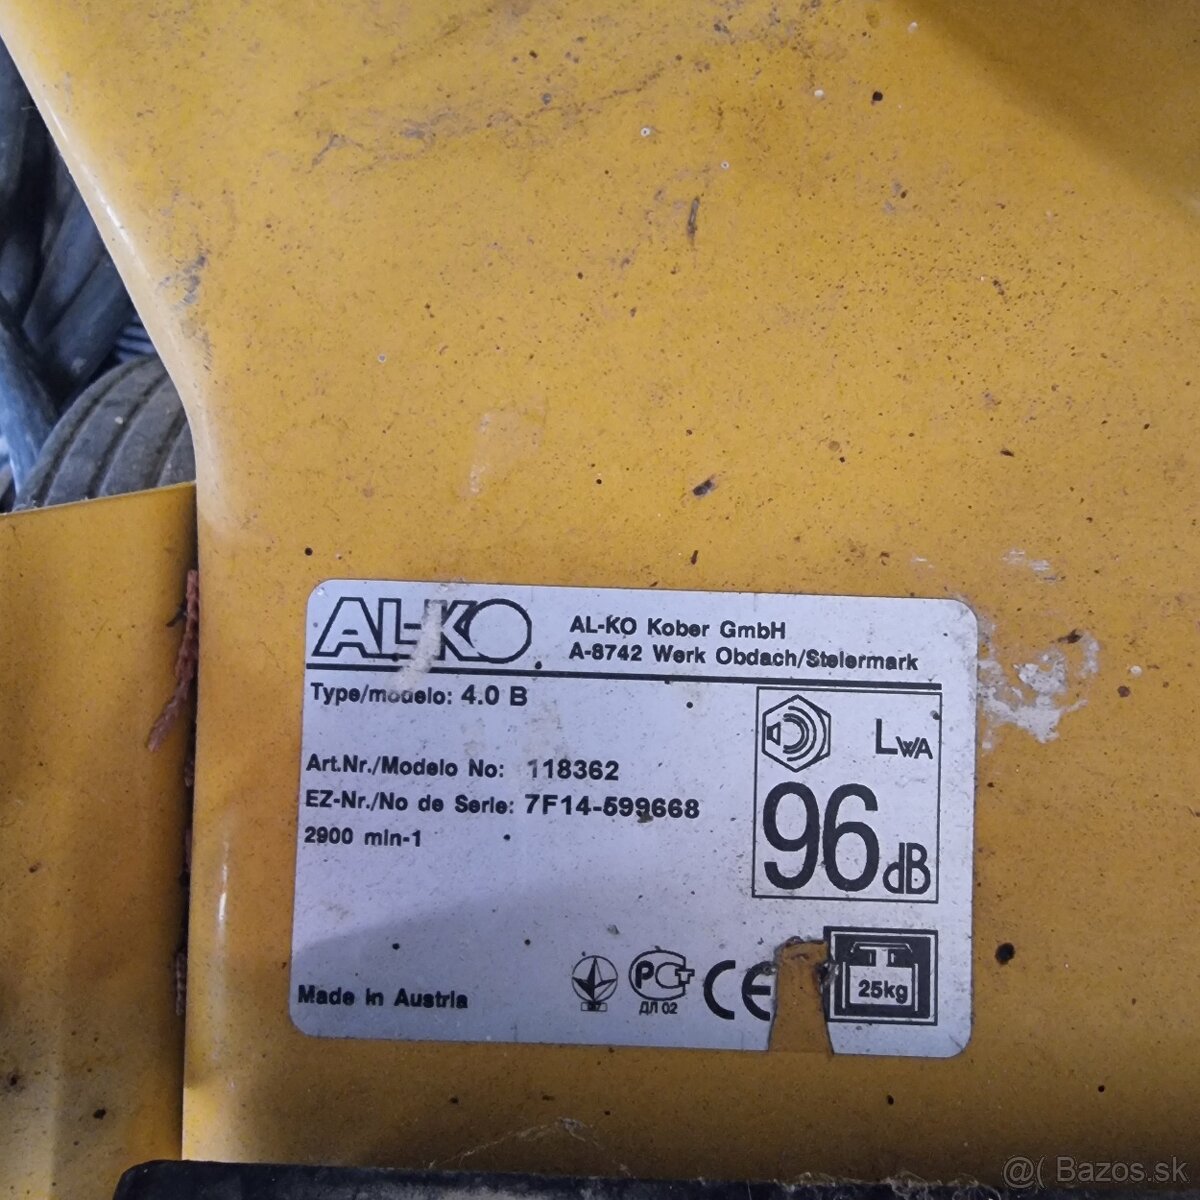 AL-KO
AL-KO Kober GmbH
A-8742 Werk Obdach/Steiermark
Type/modelo: 4.0 B
LWA
96 dB
Art.Nr./Modelo No: 118362
EZ-Nr./No de Serie: 7F14-599668
2900 min-1
Made in Austria
РСт
ДЛ 02
CE
25kg
@( Bazos.sk